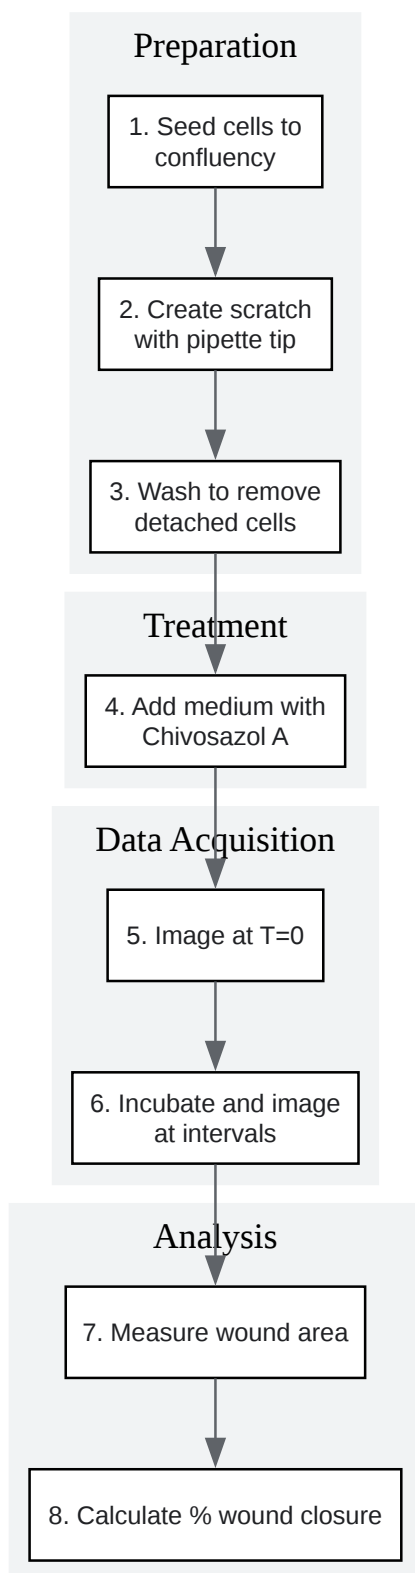 Preparation
1. Seed cells to
confluency
2. Create scratch
with pipette tip
3. Wash to remove
detached cells
Treatment
4. Add medium with
Chivosazol A
Data Acquisition
5. Image at T=0
6. Incubate and image
at intervals
Analysis
7. Measure wound area
8. Calculate % wound closure